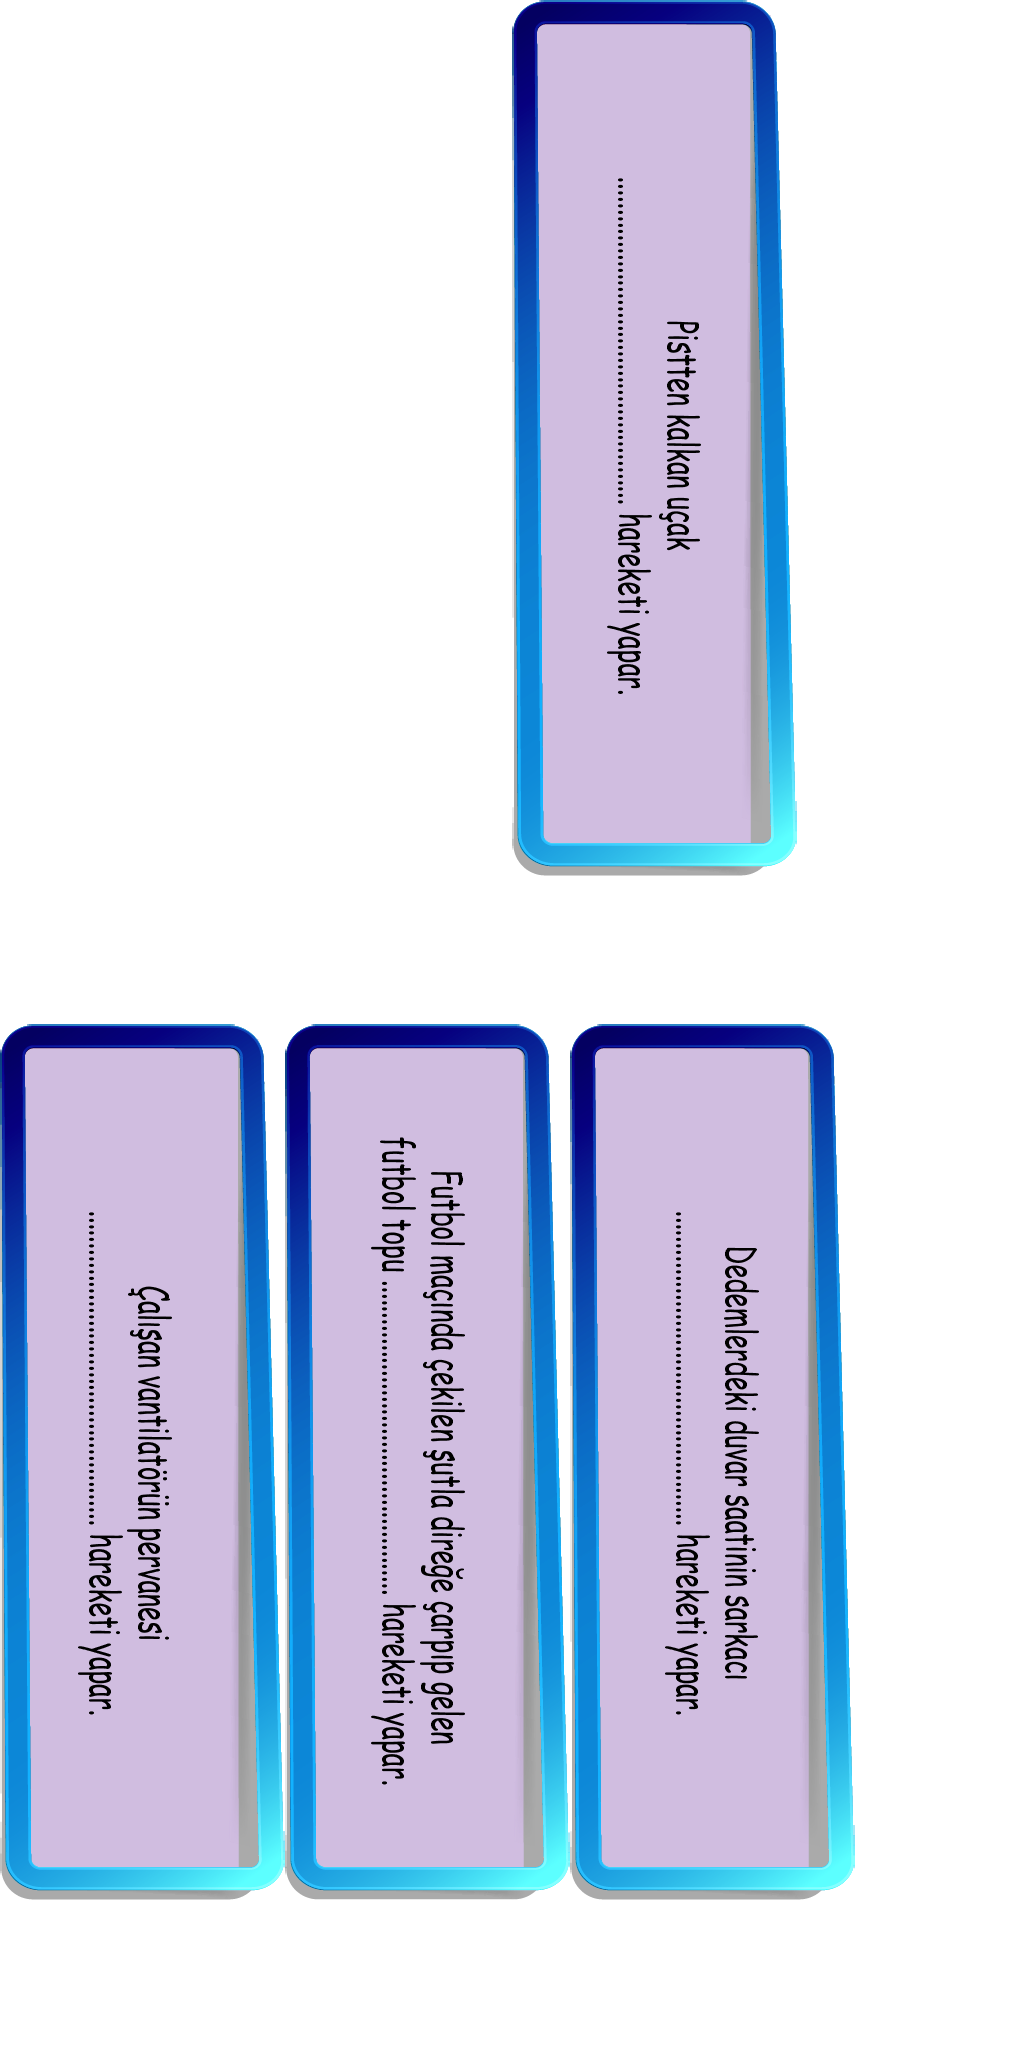 Pistten kalkan uçak
.................................................. hareketi yapar.
Dedemlerdeki duvar saatinin sarkacı
.................................................. hareketi yapar.
Futbol maçında çekilen şutla direğe çarpıp gelen
futbol topu .................................................. hareketi yapar.
Çalışan vantilatörün pervanesi
.................................................. hareketi yapar.